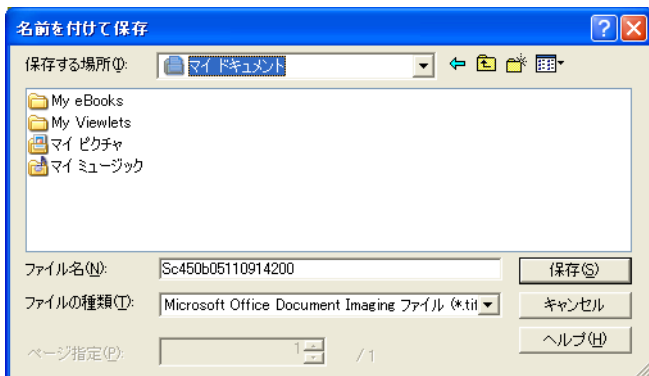 名前を付けて保存
保存する場所(I): マイ ドキュメント
My eBooks
My Viewlets
マイ ピクチャ
マイ ミュージック
ファイル名(N): Sc450b05110914200 保存(S)
ファイルの種類(T): Microsoft Office Document Imaging ファイル (*.tif キャンセル
ヘルプ(H)
ページ指定(P): 1 / 1